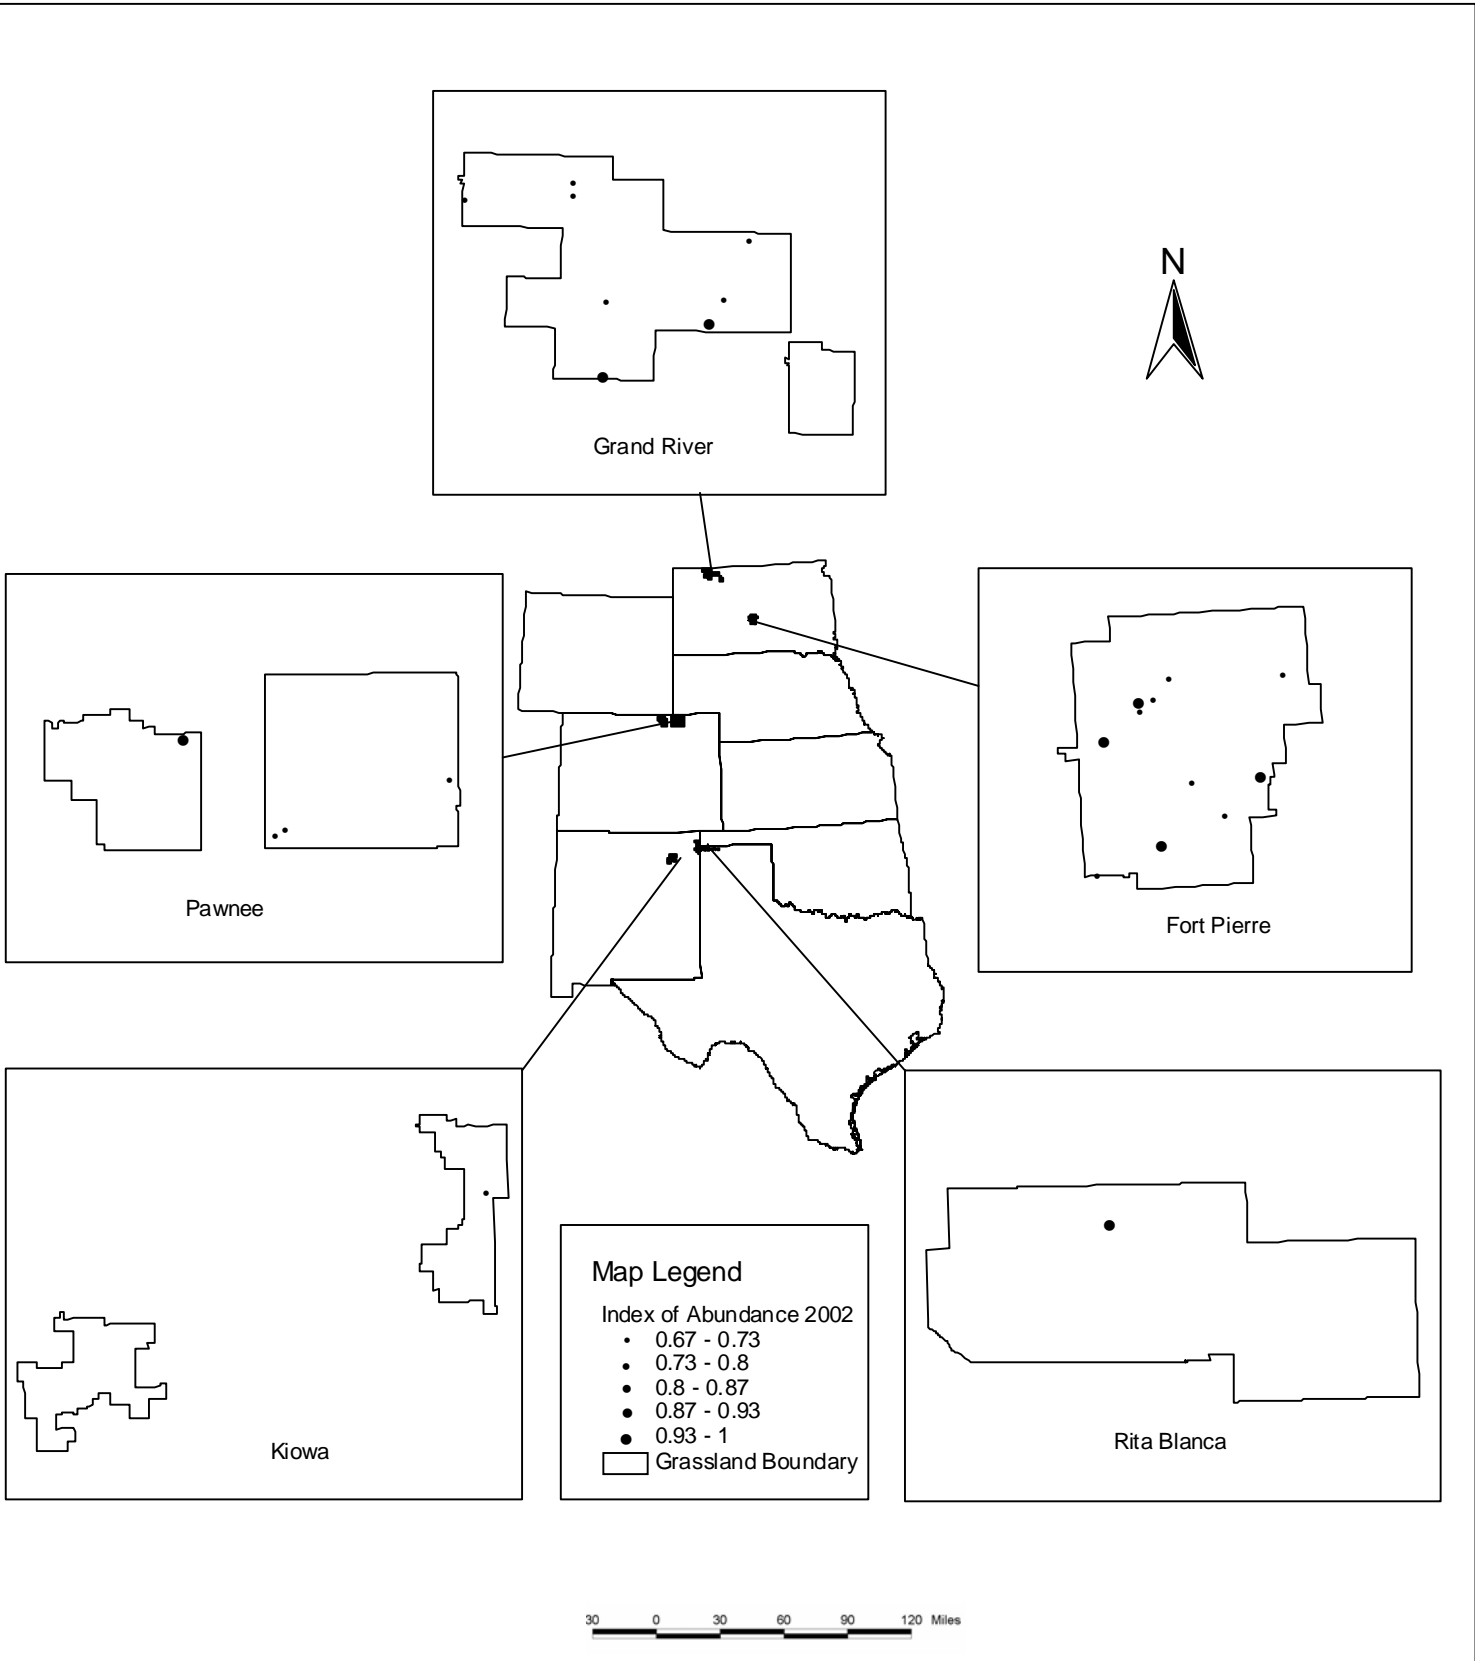 Grand River
N
Pawnee
Fort Pierre
Kiowa
Map Legend
Index of Abundance 2002
0.67 - 0.73
0.73 - 0.8
0.8 - 0.87
0.87 - 0.93
0.93 - 1
Grassland Boundary
Rita Blanca
30 0 30 60 90 120 Miles